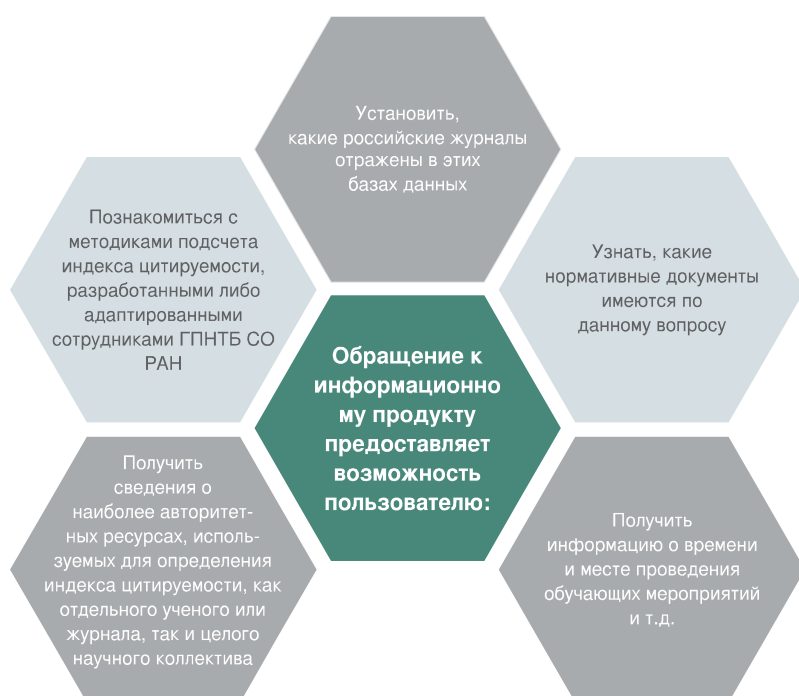 Установить,
какие российские журналы
отражены в этих
базах данных
Познакомиться с
методиками подсчета
индекса цитируемости,
разработанными либо
адаптированными
сотрудниками ГПНТБ СО
РАН
Узнать, какие
нормативные документы
имеются по
данному вопросу
Обращение к
информационно
му продукту
предоставляет
возможность
пользователю:
Получить
сведения о
наиболее авторитет-
ных ресурсах, исполь-
зуемых для определения
индекса цитируемости, как
отдельного ученого или
журнала, так и целого
научного коллектива
Получить
информацию о времени
и месте проведения
обучающих мероприятий
и т.д.